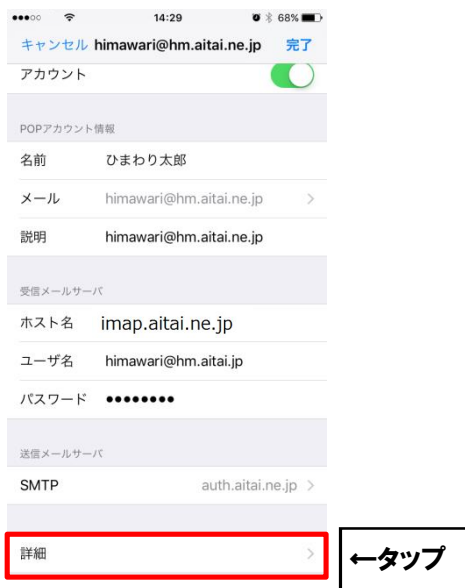 14:29 68%
キャンセル himawari@hm.aitai.ne.jp 完了
アカウント
POPアカウント情報
名前 ひまわり太郎
メール himawari@hm.aitai.ne.jp
説明 himawari@hm.aitai.ne.jp
受信メールサーバ
ホスト名 imap.aitai.ne.jp
ユーザ名 himawari@hm.aitai.jp
パスワード ●●●●●●●●
送信メールサーバ
SMTP auth.aitai.ne.jp
詳細
←タップ